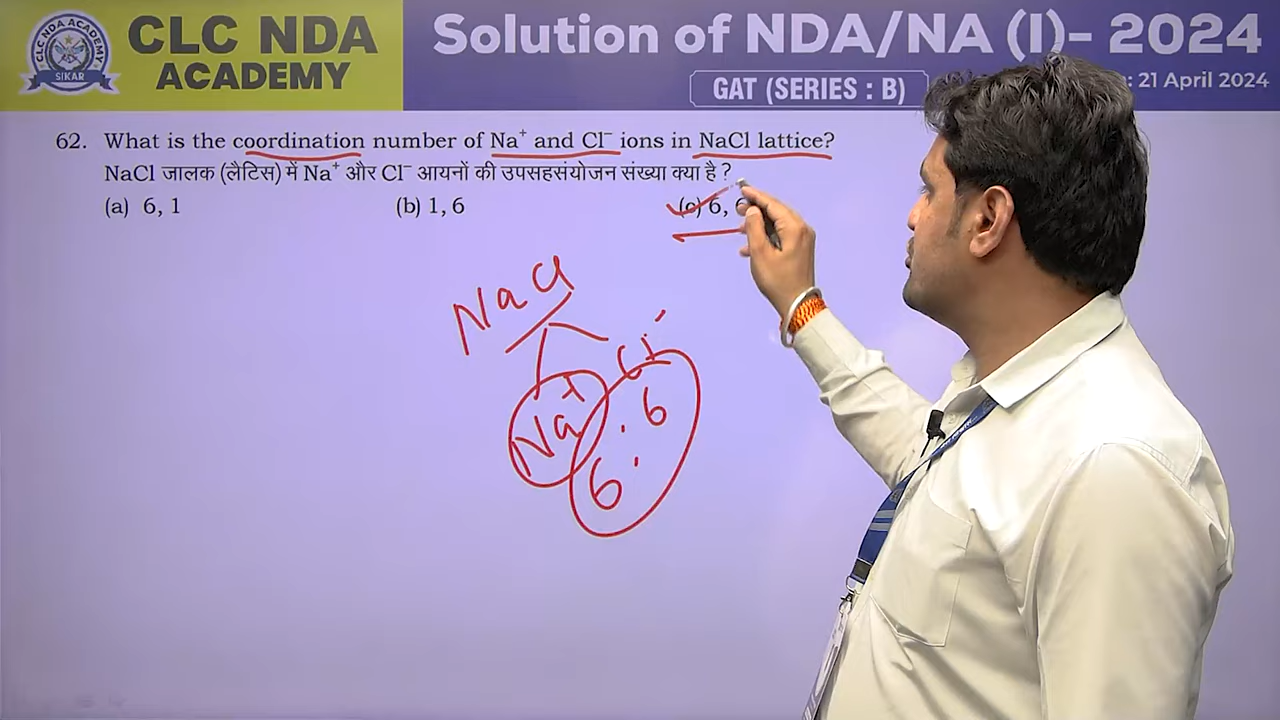 CLC NDA ACADEMY
SIKAR
CLC NDA
ACADEMY
Solution of NDA/NA (I)- 2024
GAT (SERIES : B)
: 21 April 2024
62. What is the coordination number of Na⁺ and Cl⁻ ions in NaCl lattice?
NaCl जालक (लैटिस) में Na⁺ और Cl⁻ आयनों की उपसहसंयोजन संख्या क्या है ?
(a) 6, 1
(b) 1, 6
(c) 6, 6
NaCl
Na⁺
Cl⁻
6
6